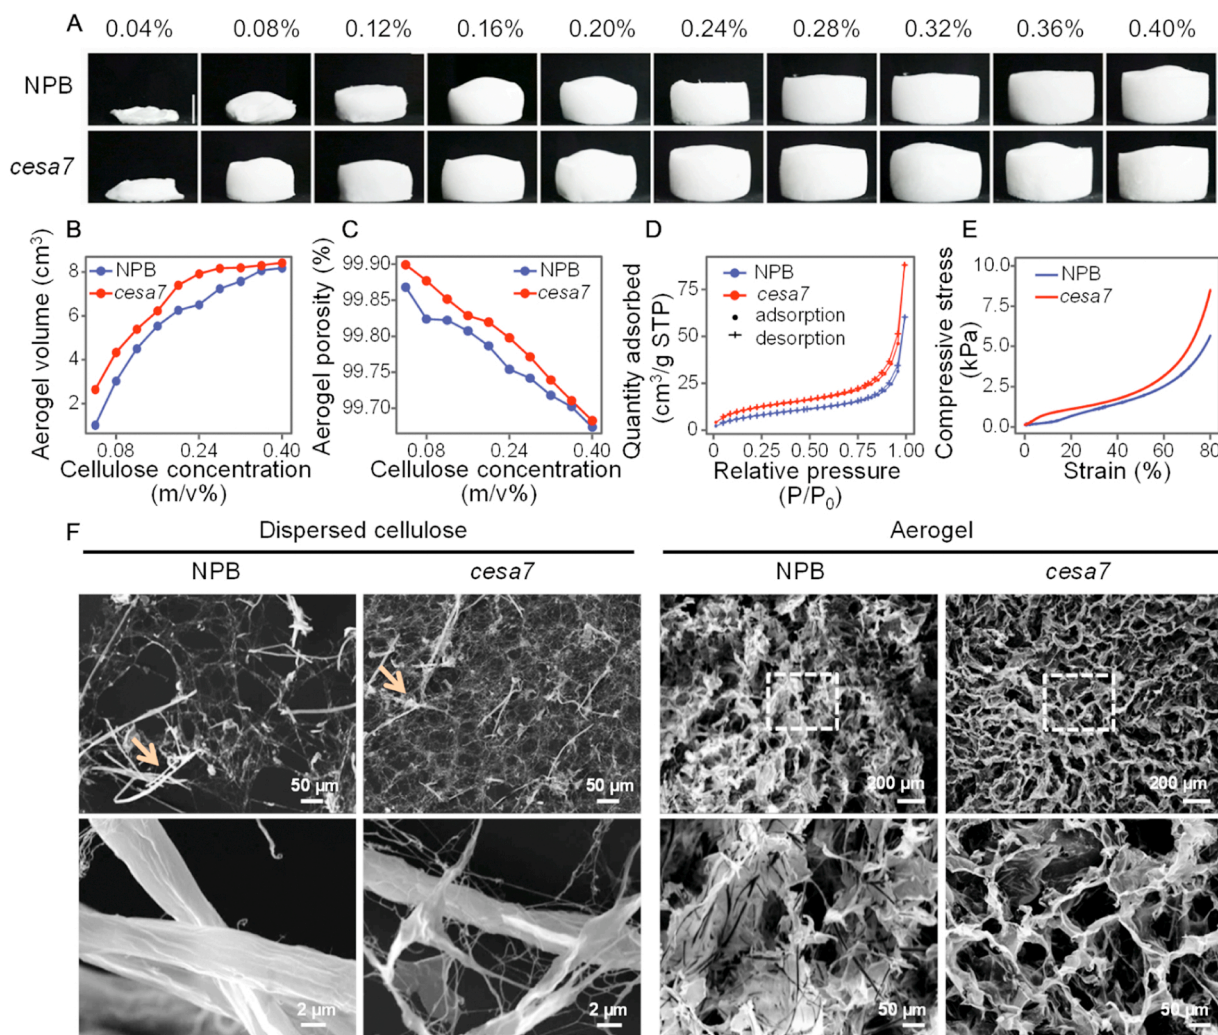 A 0.04% 0.08% 0.12% 0.16% 0.20% 0.24% 0.28% 0.32% 0.36% 0.40%
NPB
cesa7
B
Aerogel volume (cm³)
8
6
4
2
NPB
cesa7
0.08 0.24 0.40
Cellulose concentration
(m/v%)
C
Aerogel porosity (%)
99.90
99.85
99.80
99.75
99.70
NPB
cesa7
0.08 0.24 0.40
Cellulose concentration
(m/v%)
D
Quantity adsorbed
(cm³/g STP)
75
50
25
0
NPB
cesa7
adsorption
desorption
0 0.25 0.50 0.75 1.00
Relative pressure
(P/P₀)
E
Compressive stress
(kPa)
10.0
7.5
5.0
2.5
0.0
NPB
cesa7
0 20 40 60 80
Strain (%)
F
Dispersed cellulose Aerogel
NPB cesa7 NPB cesa7
50 µm 50 µm 200 µm 200 µm
2 µm 2 µm 50 µm 50 µm